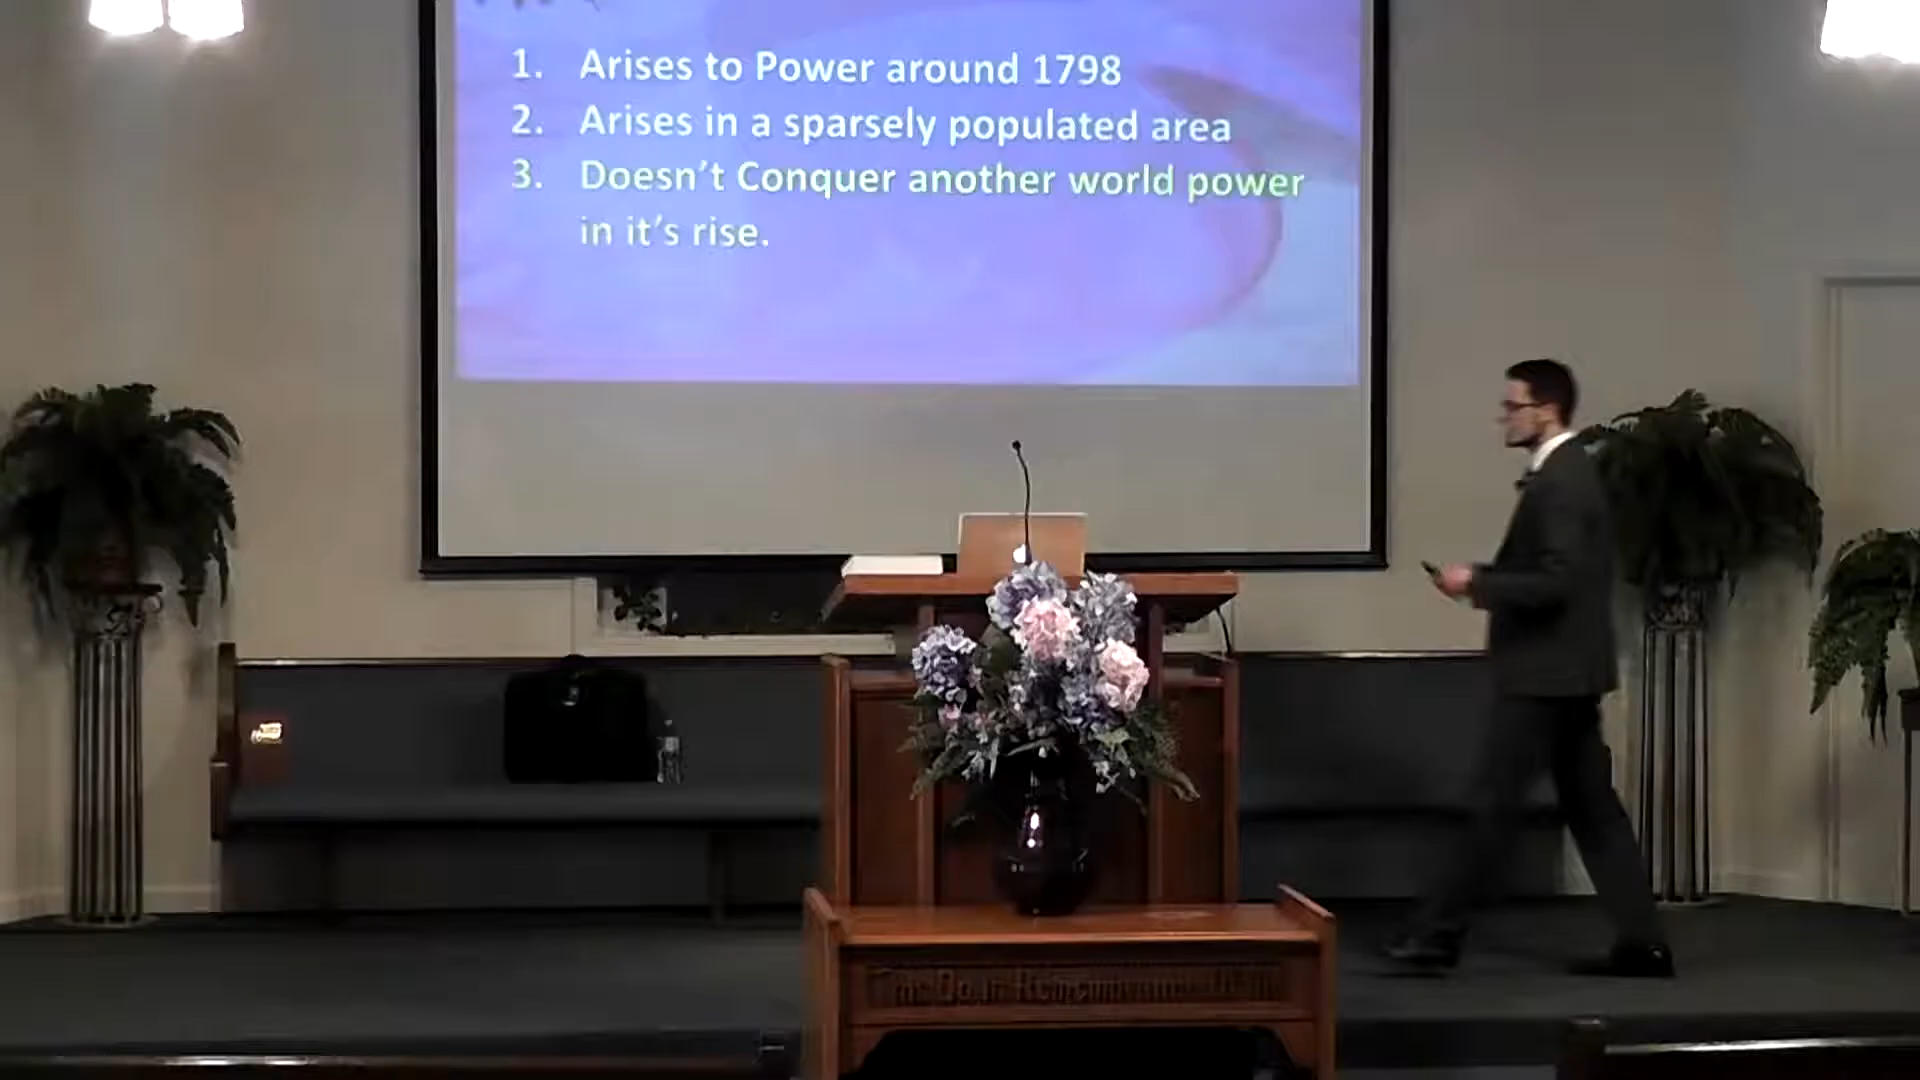 1. Arises to Power around 1798
2. Arises in a sparsely populated area
3. Doesn't Conquer another world power
in it's rise.